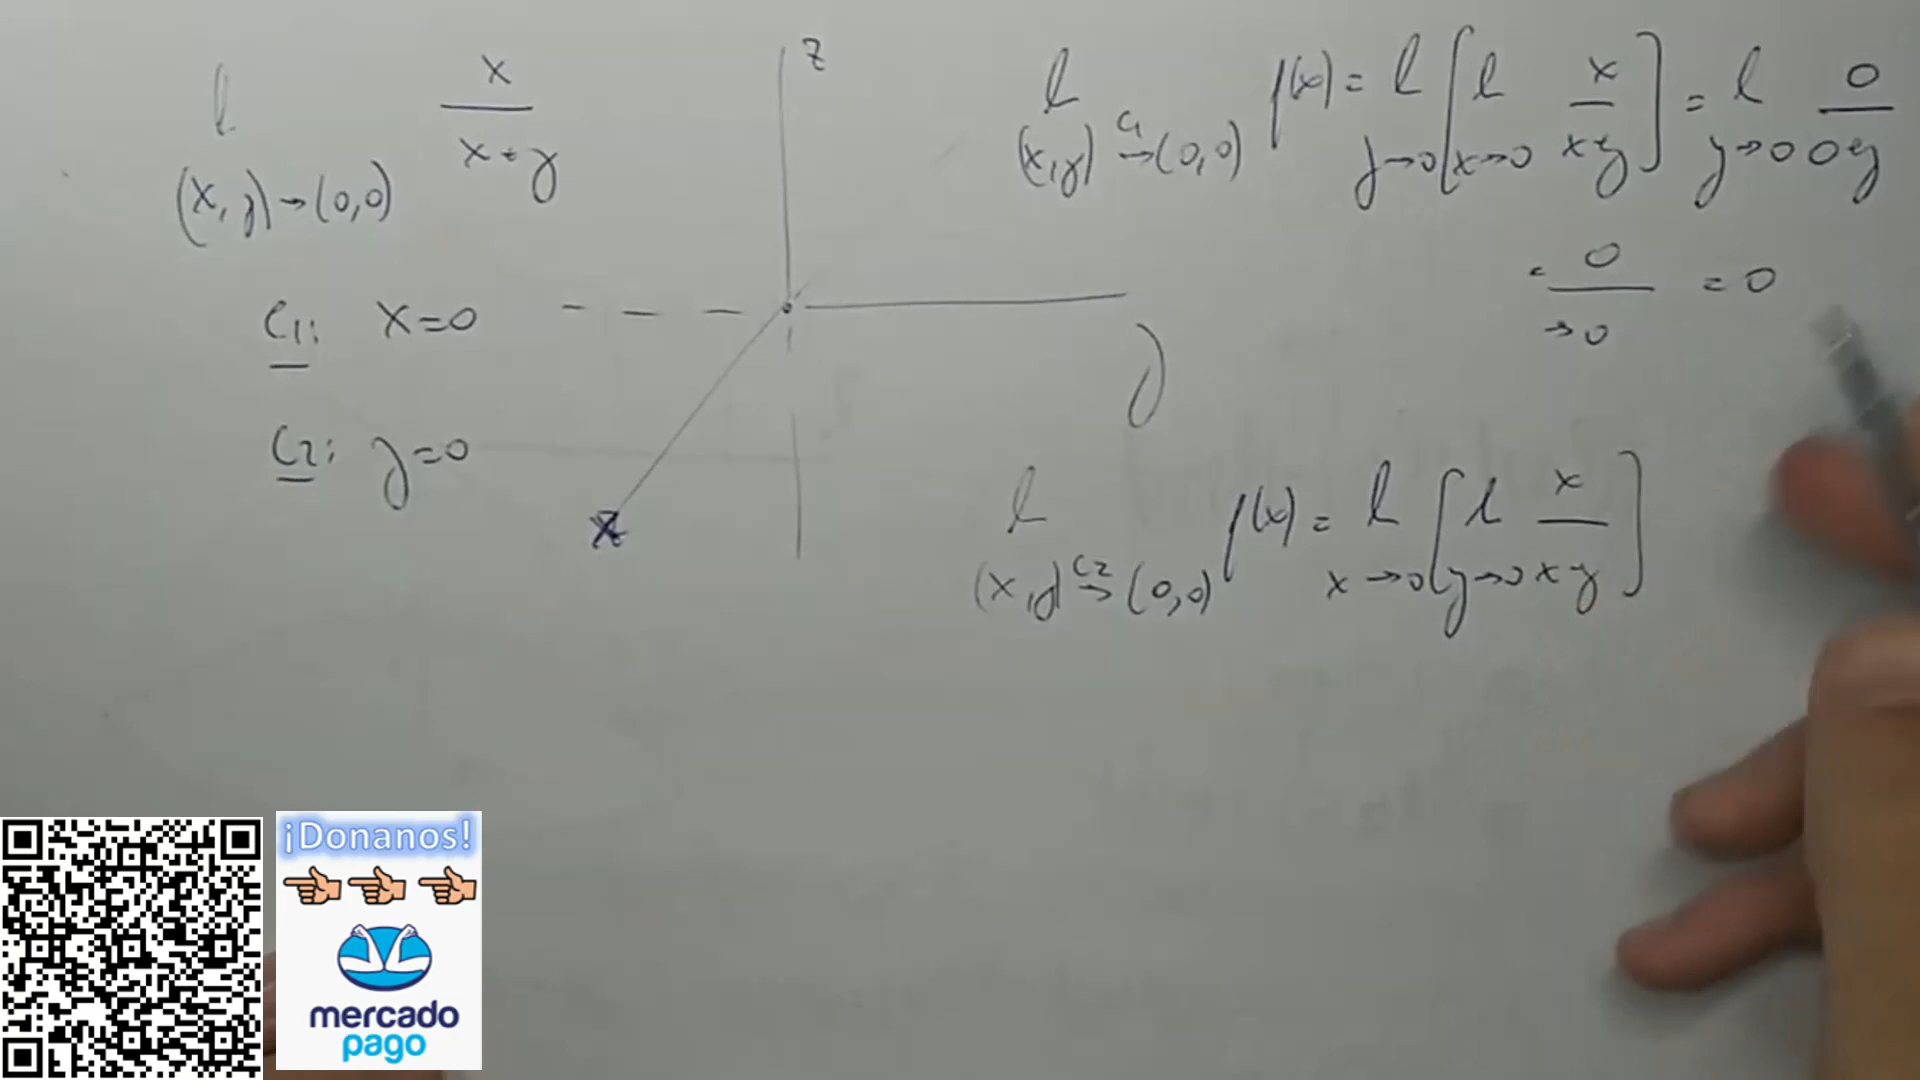 l x/(x+y)
(x,y)→(0,0)
C1: x=0
C2: y=0
z
y
x
l f(x) = l [ l x/(x y) ] = l 0/(0 y)
(x,y) C1→ (0,0) y→0 x→0 y→0
= 0/→0 = 0
l f(x) = l [ l x/(x y) ]
(x,y) C2→ (0,0) x→0 y→0
¡Donanos!
mercado
pago